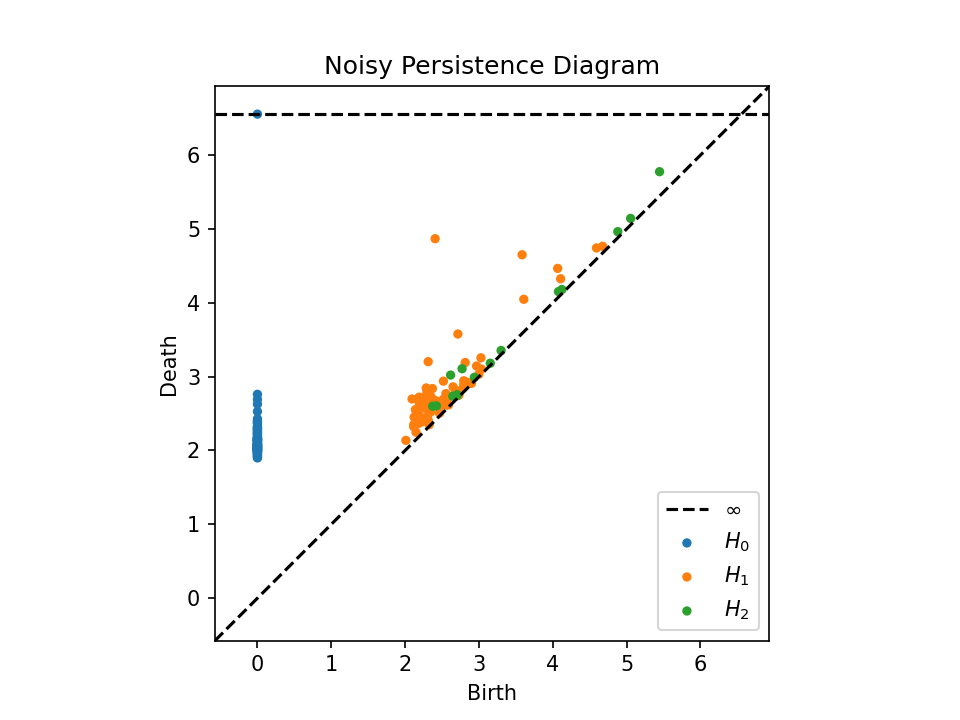 Noisy Persistence Diagram
Death
6
5
4
3
2
1
0
0 1 2 3 4 5 6
Birth
∞
H₀
H₁
H₂